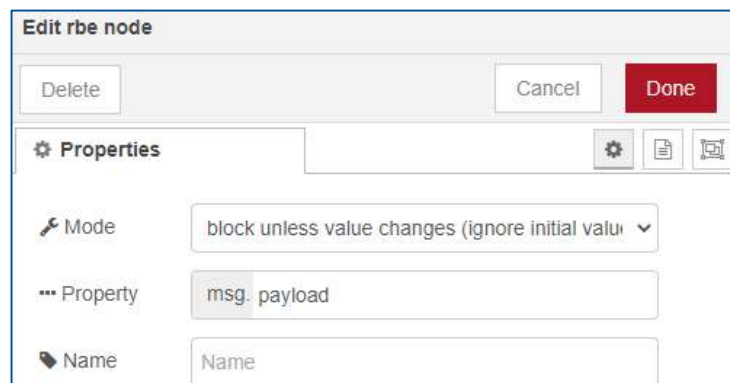 Edit rbe node
Delete Cancel Done
Properties
Mode block unless value changes (ignore initial valu
Property msg. payload
Name Name